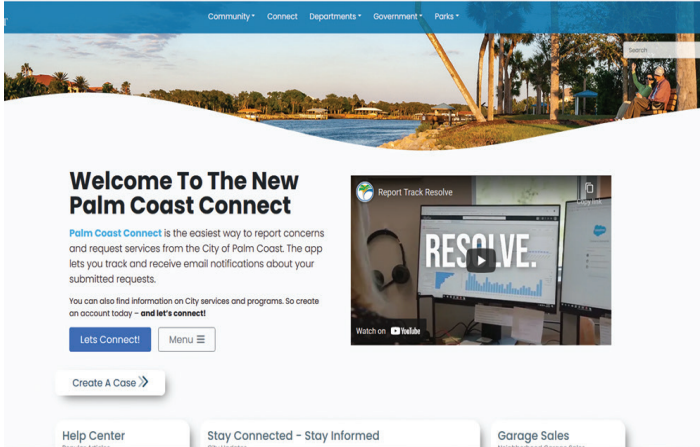 Community Connect Departments Government Parks
Search
Welcome To The New
Palm Coast Connect
Palm Coast Connect is the easiest way to report concerns
and request services from the City of Palm Coast. The app
lets you track and receive email notifications about your
submitted requests.
You can also find information on City services and programs. So create
an account today – and let's connect!
Lets Connect!
Menu
Create A Case
Report Track Resolve
Copy link
RESOLVE.
Watch on YouTube
Help Center
Stay Connected - Stay Informed
Garage Sales